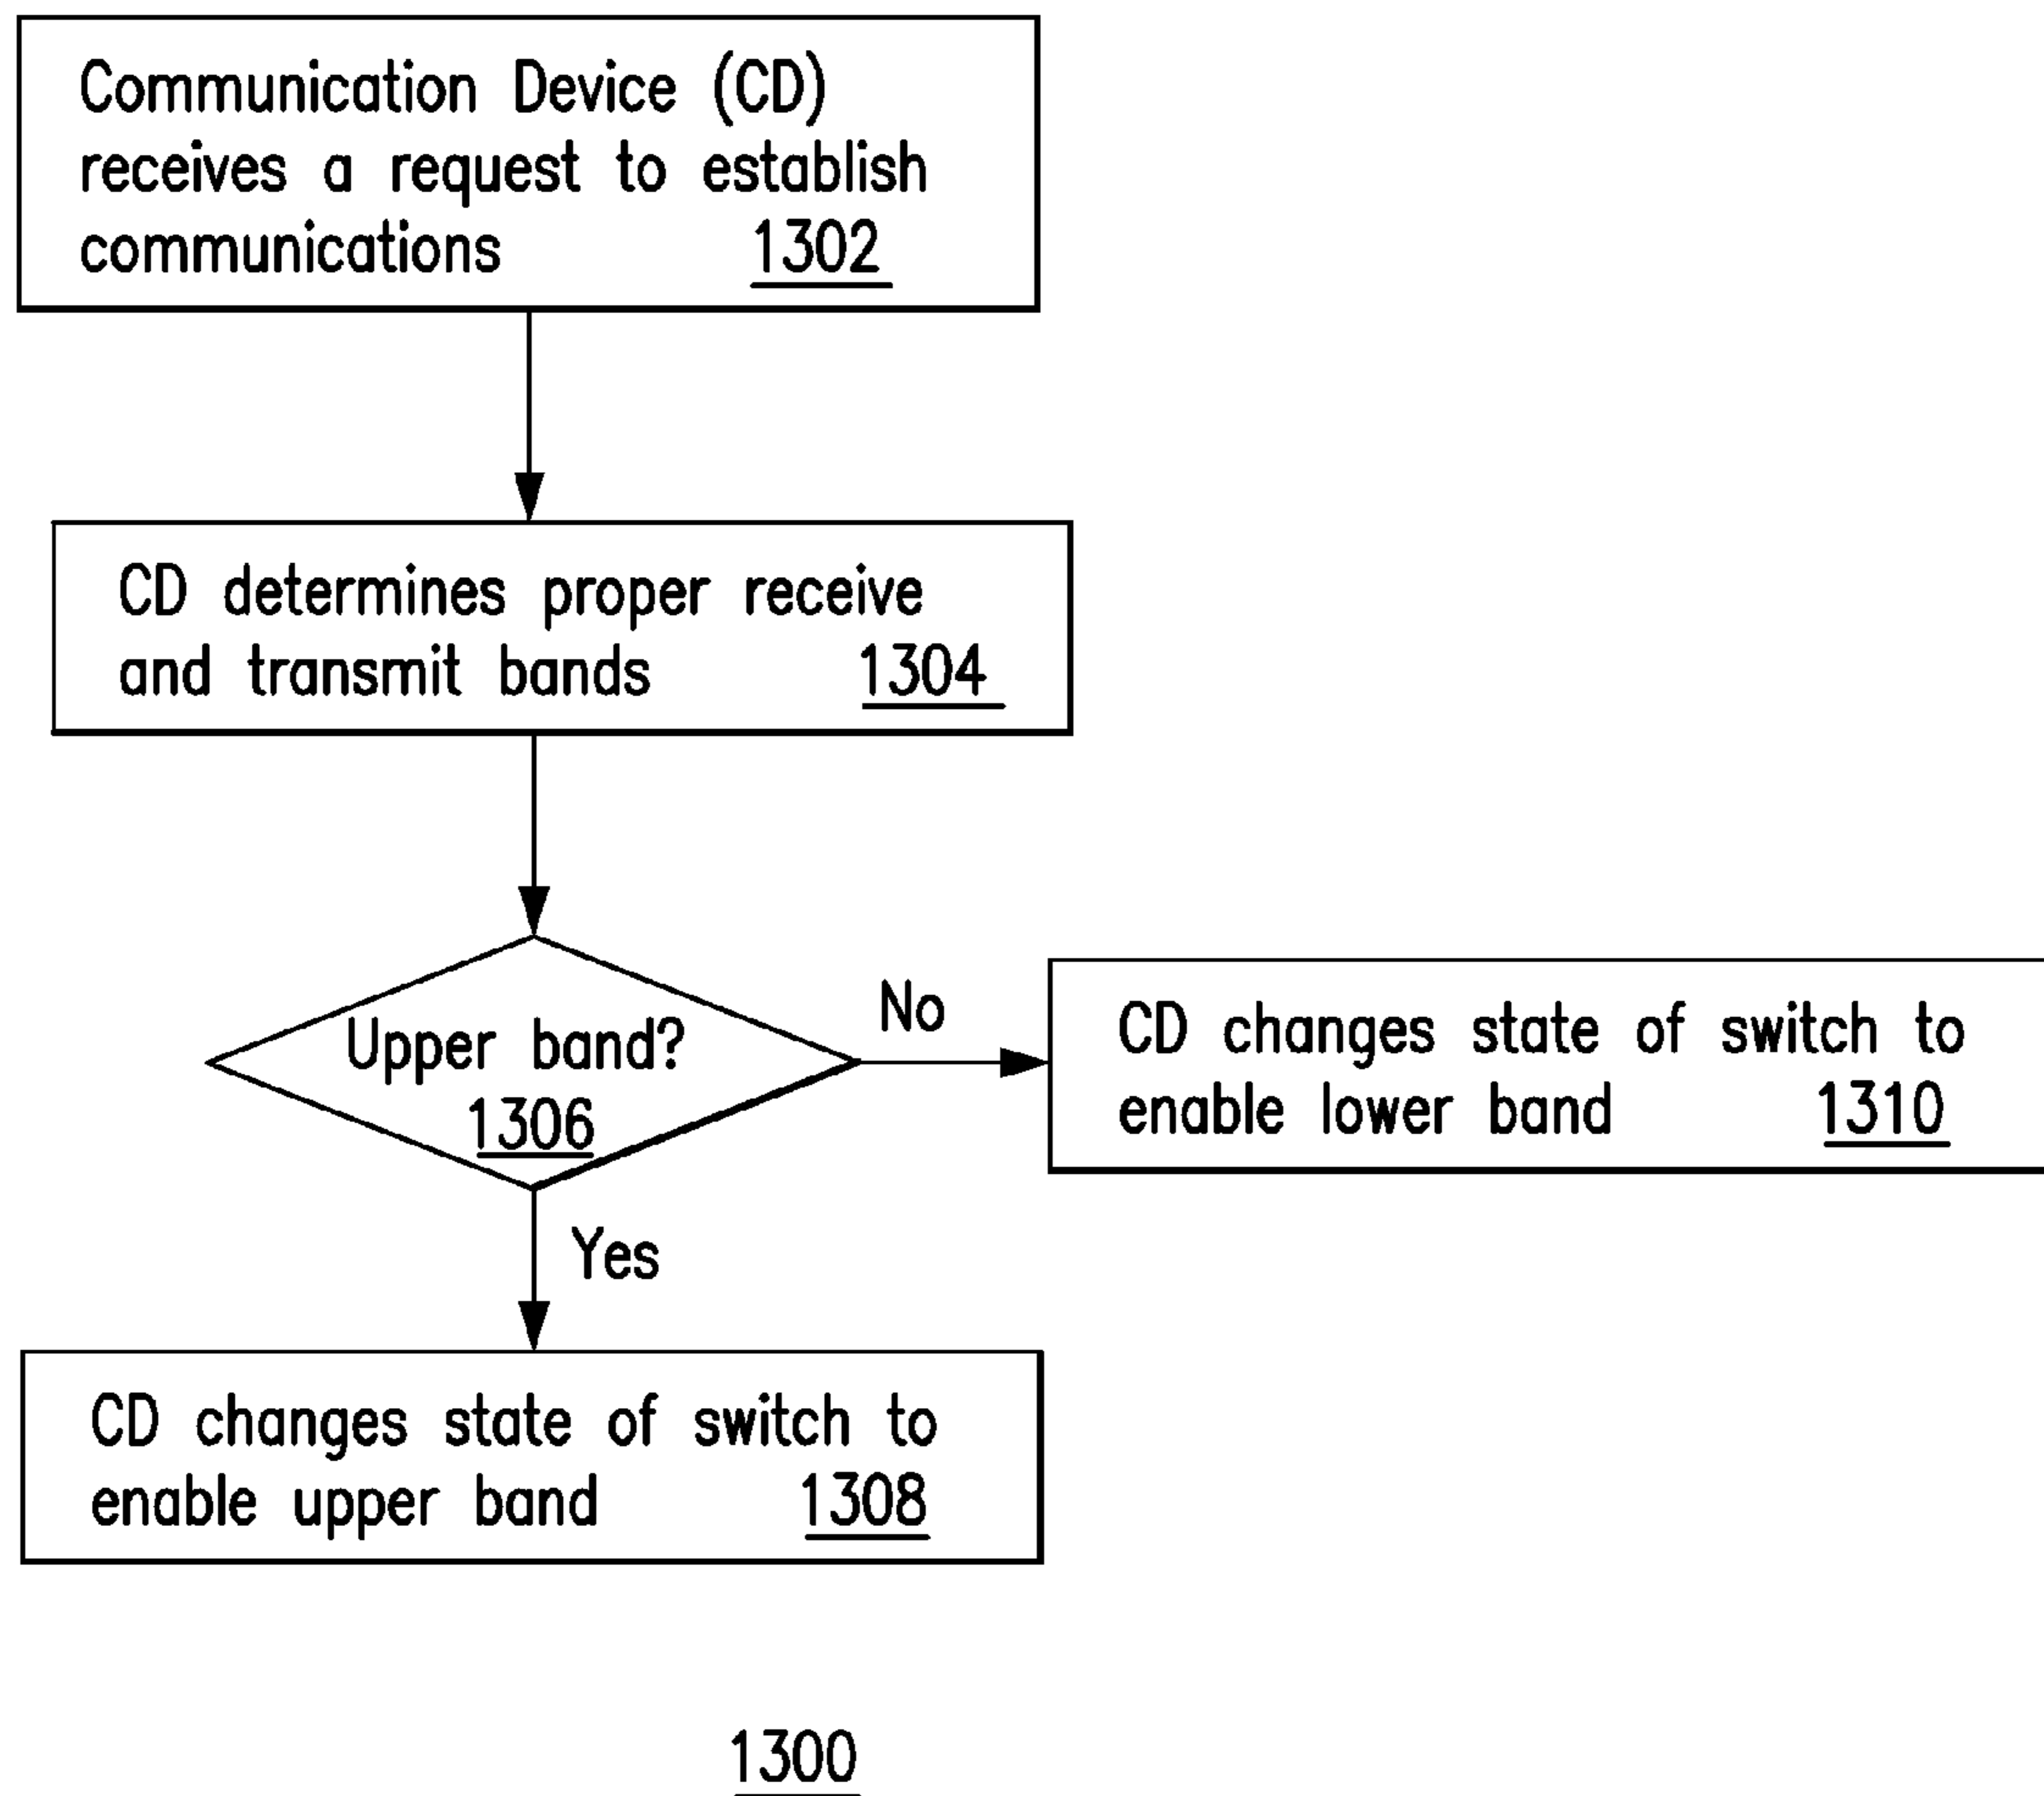 Communication Device (CD)
receives a request to establish
communications 1302
CD determines proper receive
and transmit bands 1304
Upper band?
1306
No
CD changes state of switch to
enable lower band 1310
Yes
CD changes state of switch to
enable upper band 1308
1300